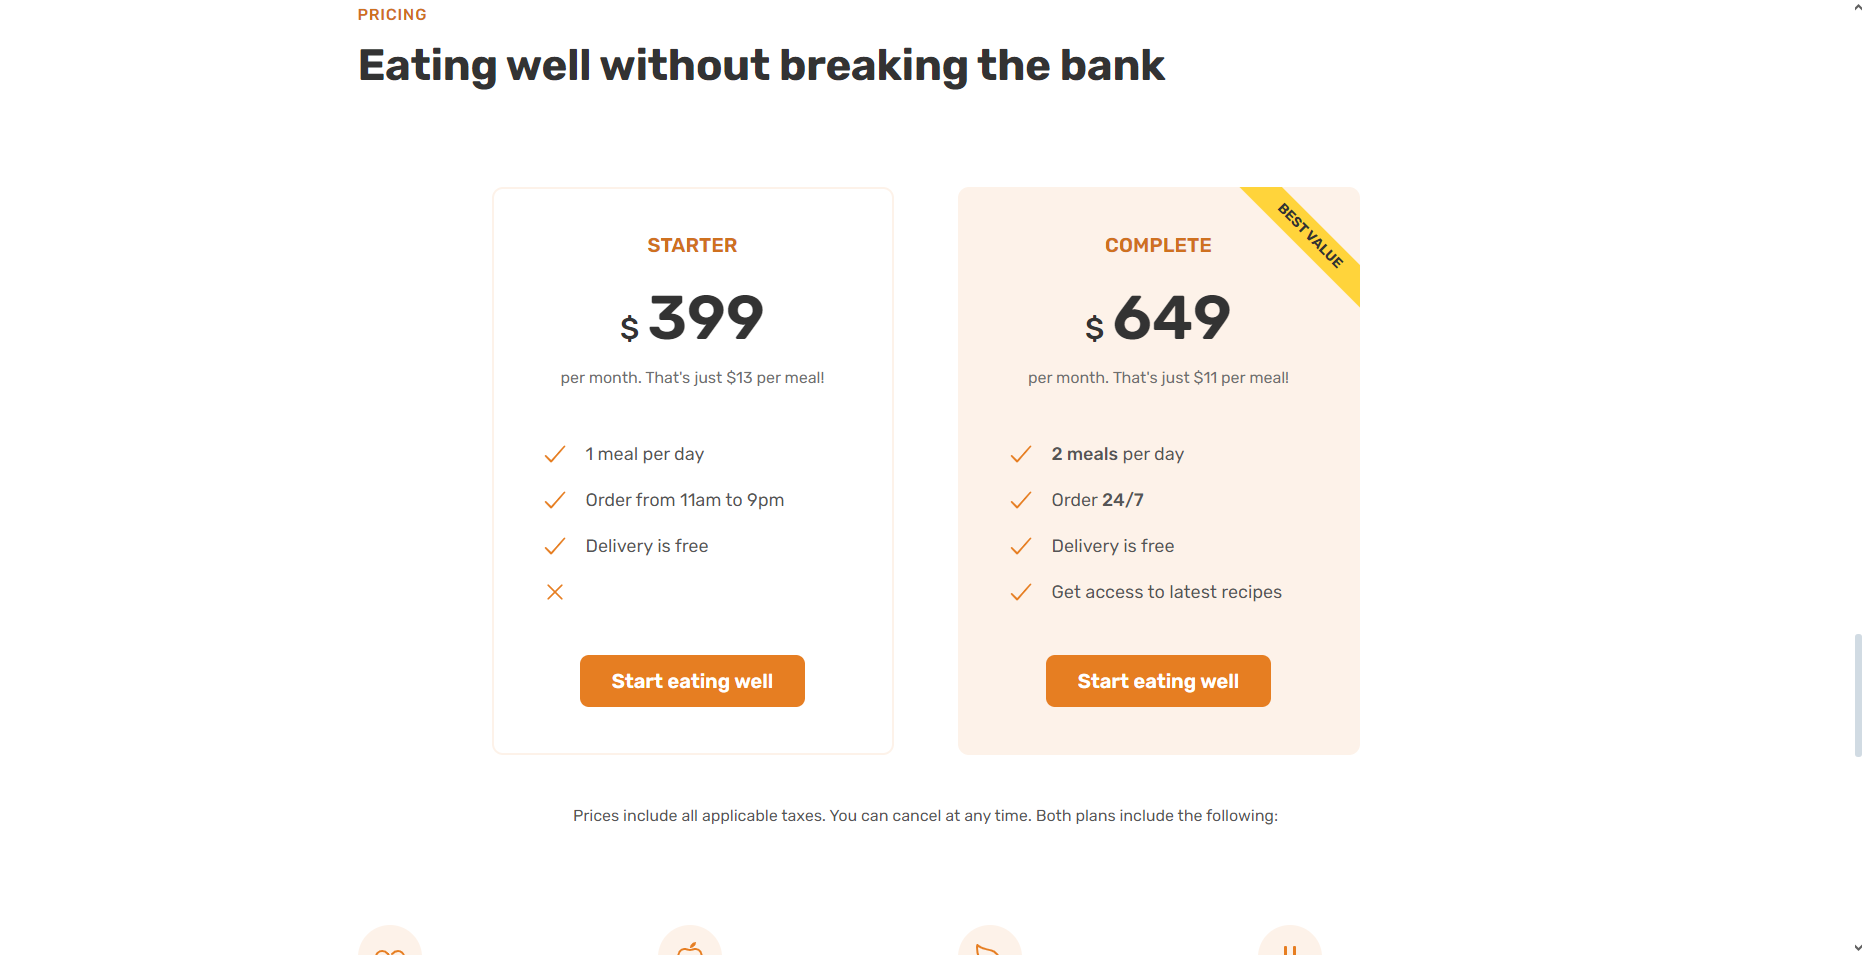 PRICING
Eating well without breaking the bank
STARTER
$ 399
per month. That's just $13 per meal!
1 meal per day
Order from 11am to 9pm
Delivery is free
Start eating well
BEST VALUE
COMPLETE
$ 649
per month. That's just $11 per meal!
2 meals per day
Order 24/7
Delivery is free
Get access to latest recipes
Start eating well
Prices include all applicable taxes. You can cancel at any time. Both plans include the following: